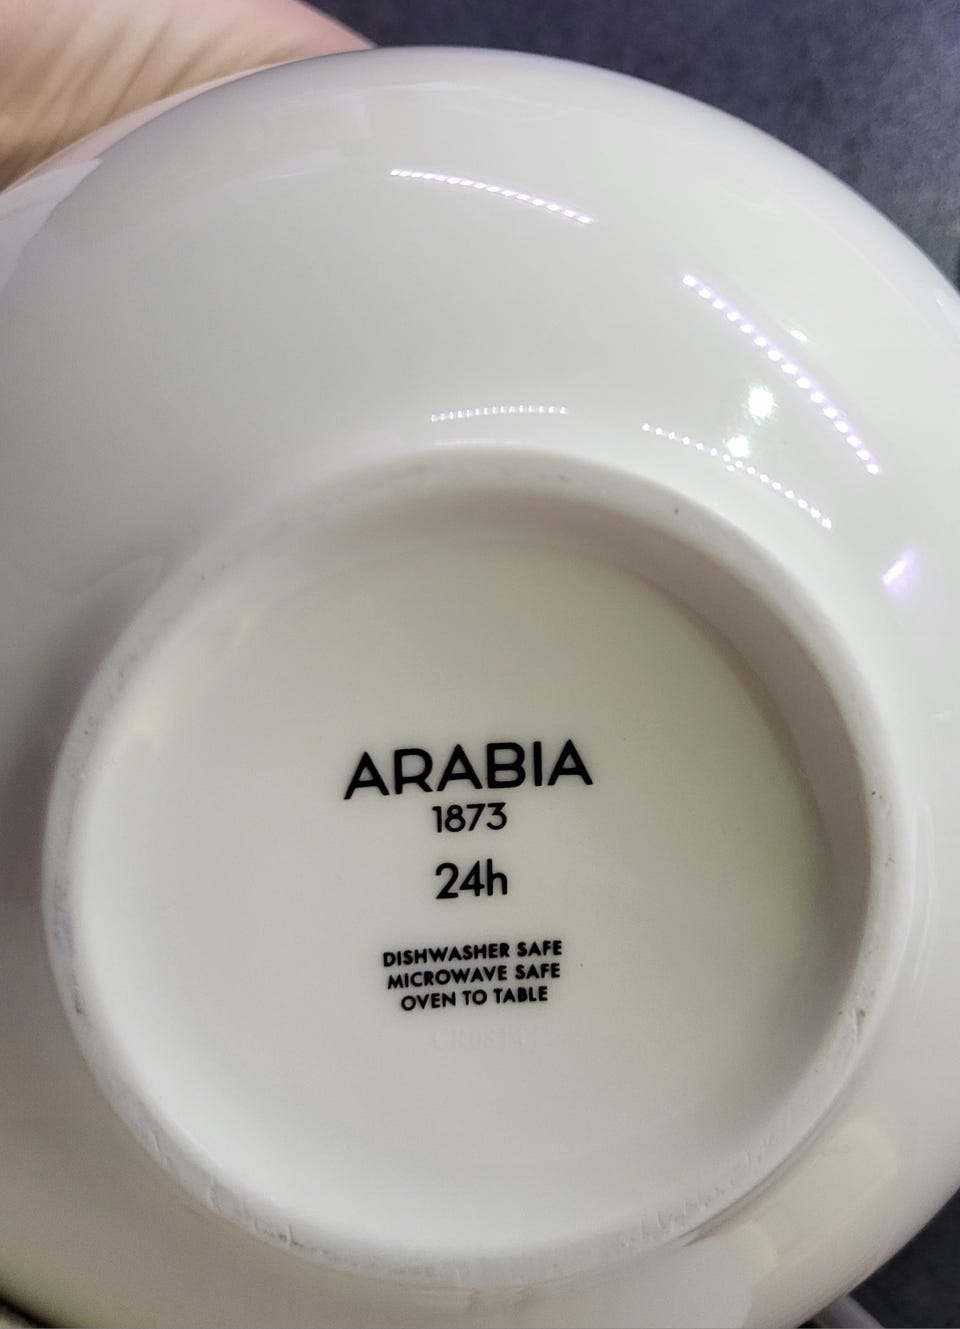 ARABIA
1873
24h
DISHWASHER SAFE
MICROWAVE SAFE
OVEN TO TABLE